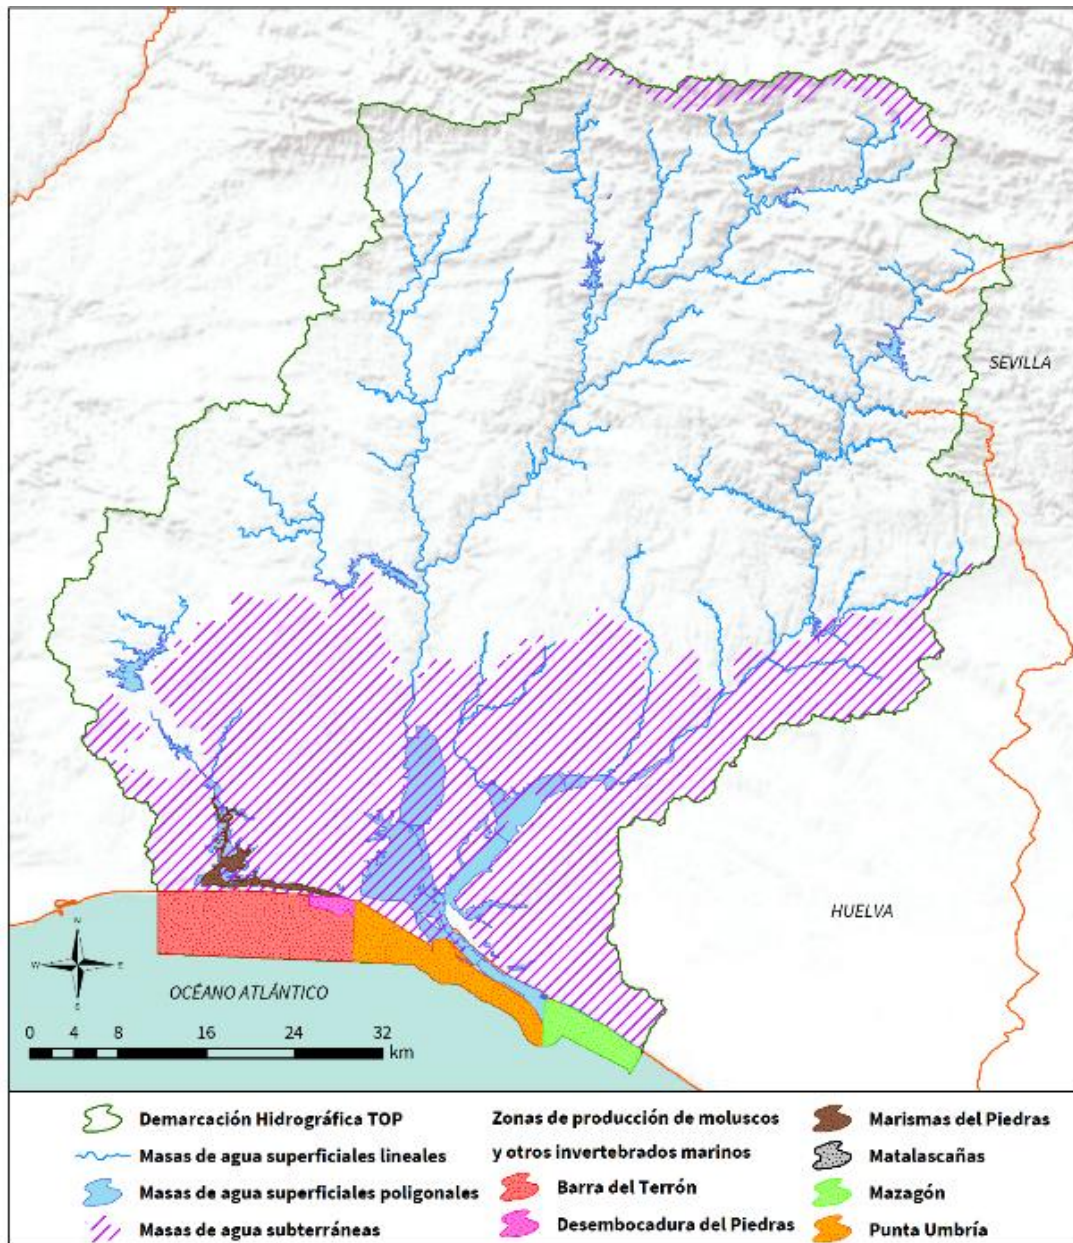 SEVILLA
HUELVA
N
W
E
S
OCÉANO ATLÁNTICO
0 4 8 16 24 32
km
Demarcación Hidrográfica TOP
Masas de agua superficiales lineales
Masas de agua superficiales poligonales
Masas de agua subterráneas
Zonas de producción de moluscos
y otros invertebrados marinos
Barra del Terrón
Desembocadura del Piedras
Marismas del Piedras
Matalascañas
Mazagón
Punta Umbría